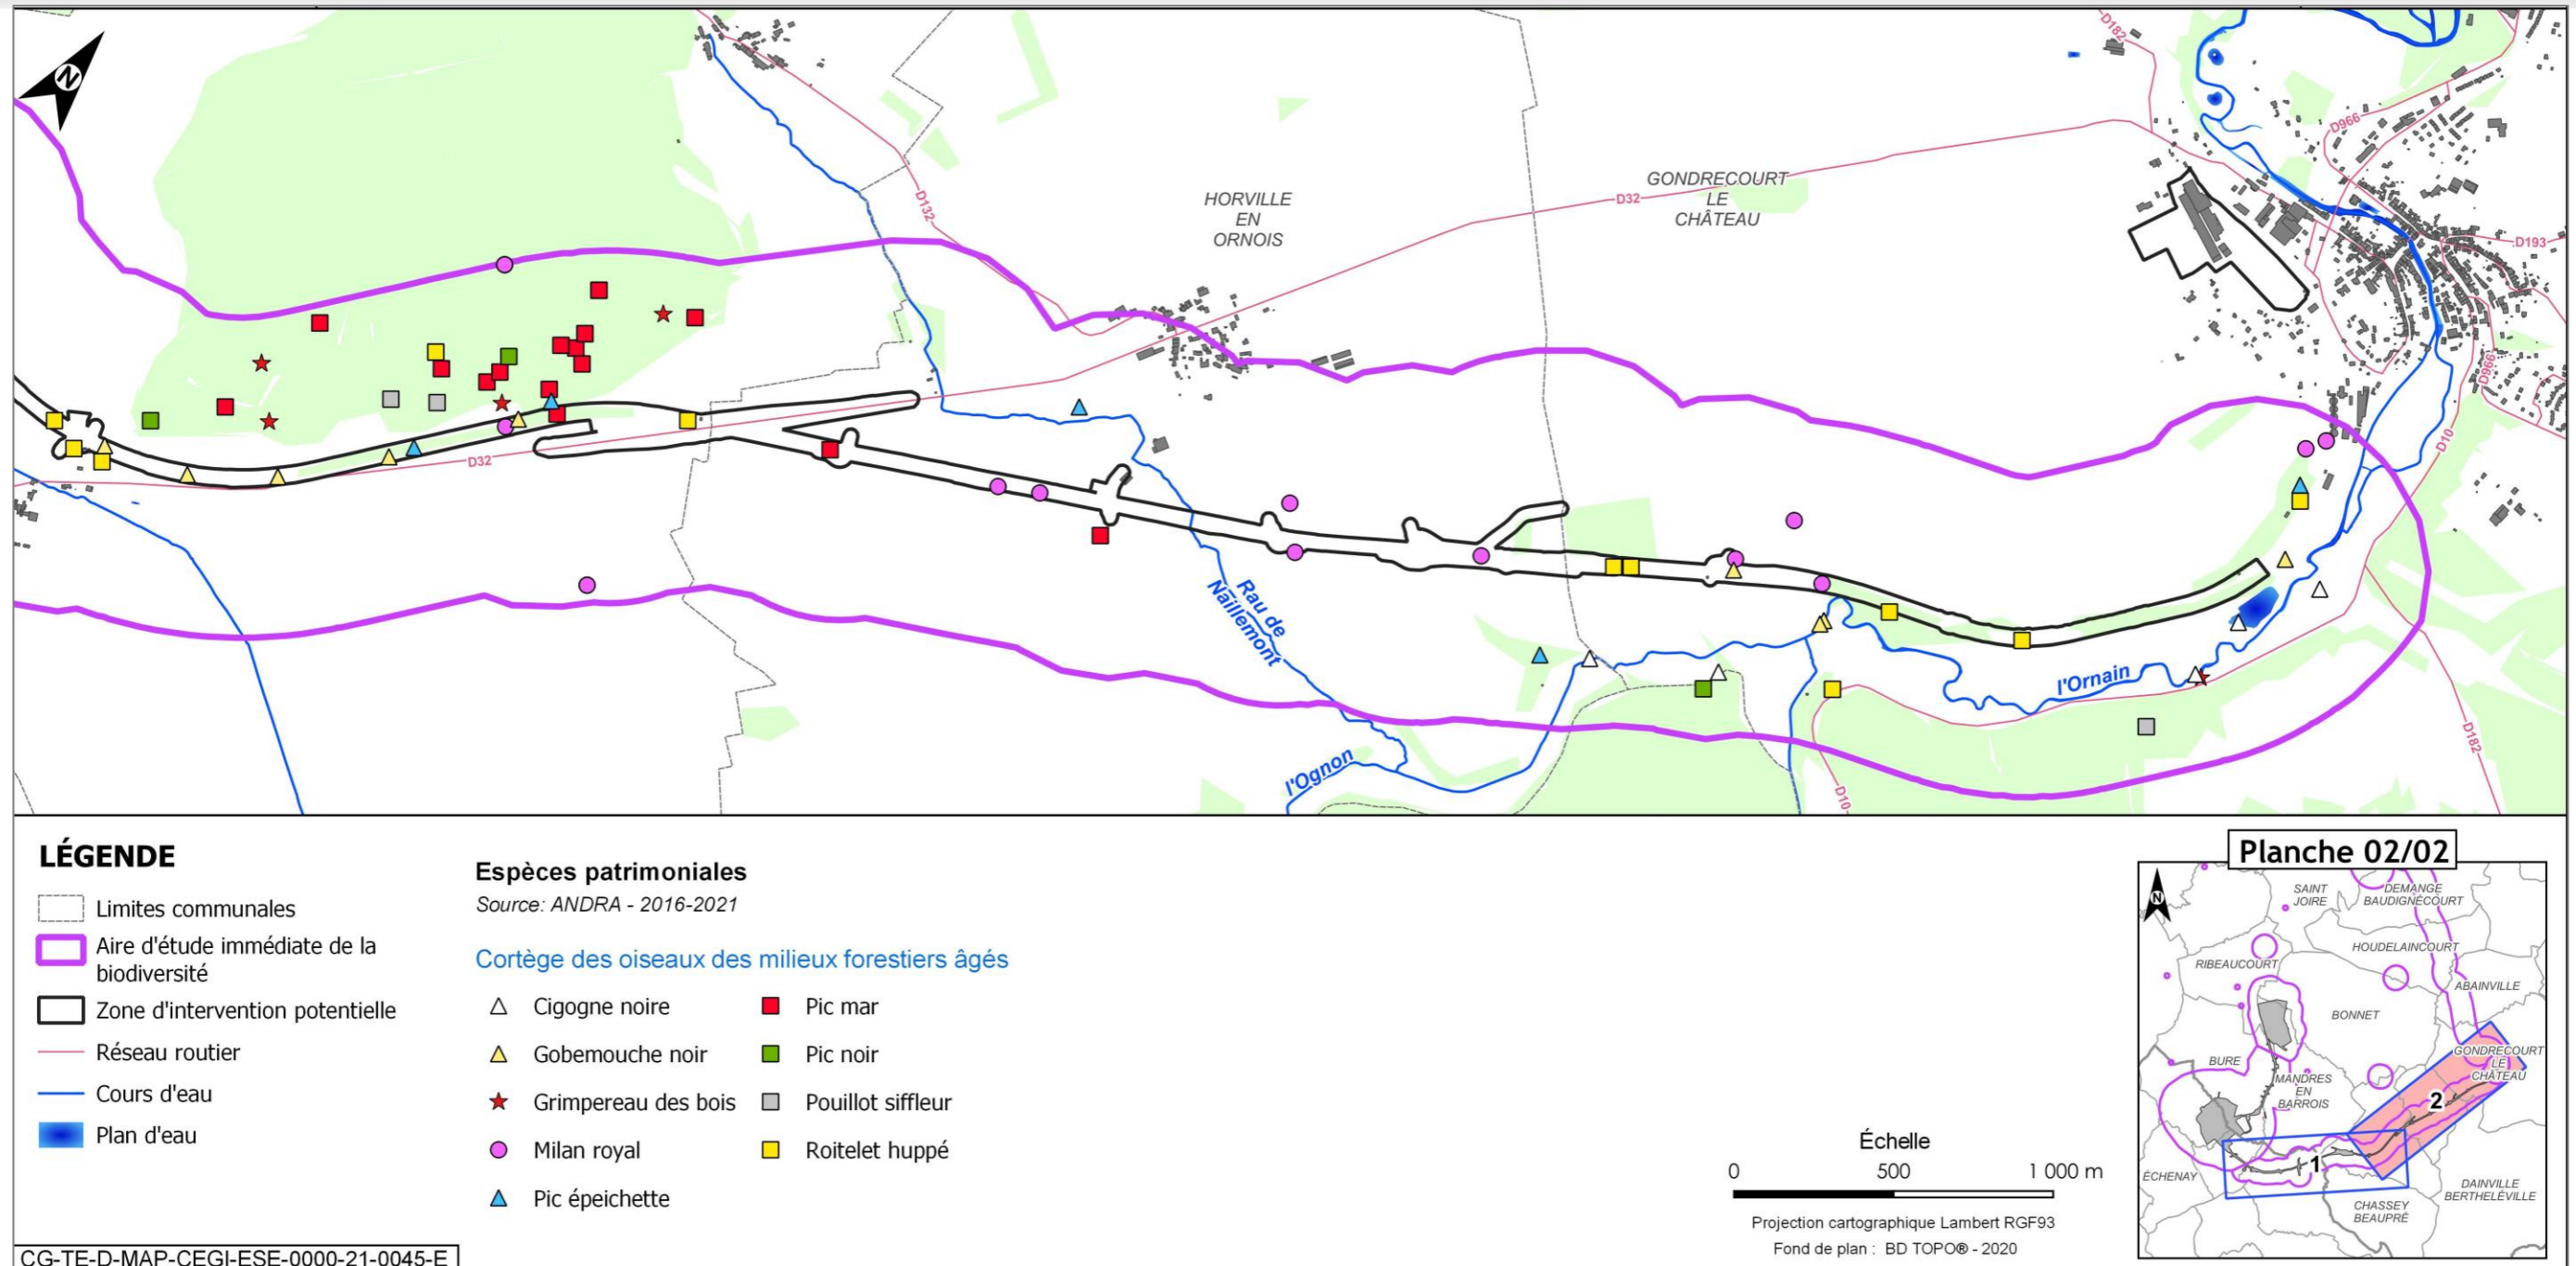 N
D182
D966
D132
HORVILLE
EN
ORNOIS
GONDRECOURT
LE
CHÂTEAU
D32
D193
D966
D10
D32
Rau de
Naillemont
l'Ornain
l'Ognon
D10
D182
LÉGENDE
Limites communales
Aire d'étude immédiate de la
biodiversité
Zone d'intervention potentielle
Réseau routier
Cours d'eau
Plan d'eau
Espèces patrimoniales
Source: ANDRA - 2016-2021
Cortège des oiseaux des milieux forestiers âgés
Cigogne noire
Gobemouche noir
Grimpereau des bois
Milan royal
Pic épeichette
Pic mar
Pic noir
Pouillot siffleur
Roitelet huppé
Échelle
0 500 1 000 m
Projection cartographique Lambert RGF93
Fond de plan : BD TOPO® - 2020
Planche 02/02
N
SAINT
JOIRE
DEMANGE
BAUDIGNÉCOURT
HOUDELAINCOURT
RIBEAUCOURT
ABAINVILLE
BONNET
GONDRECOURT
LE
CHÂTEAU
BURE
MANDRES
EN
BARROIS
2
1
ÉCHENAY
DAINVILLE
BERTHELÉVILLE
CHASSEY
BEAUPRÉ
CG-TE-D-MAP-CEGI-ESE-0000-21-0045-E